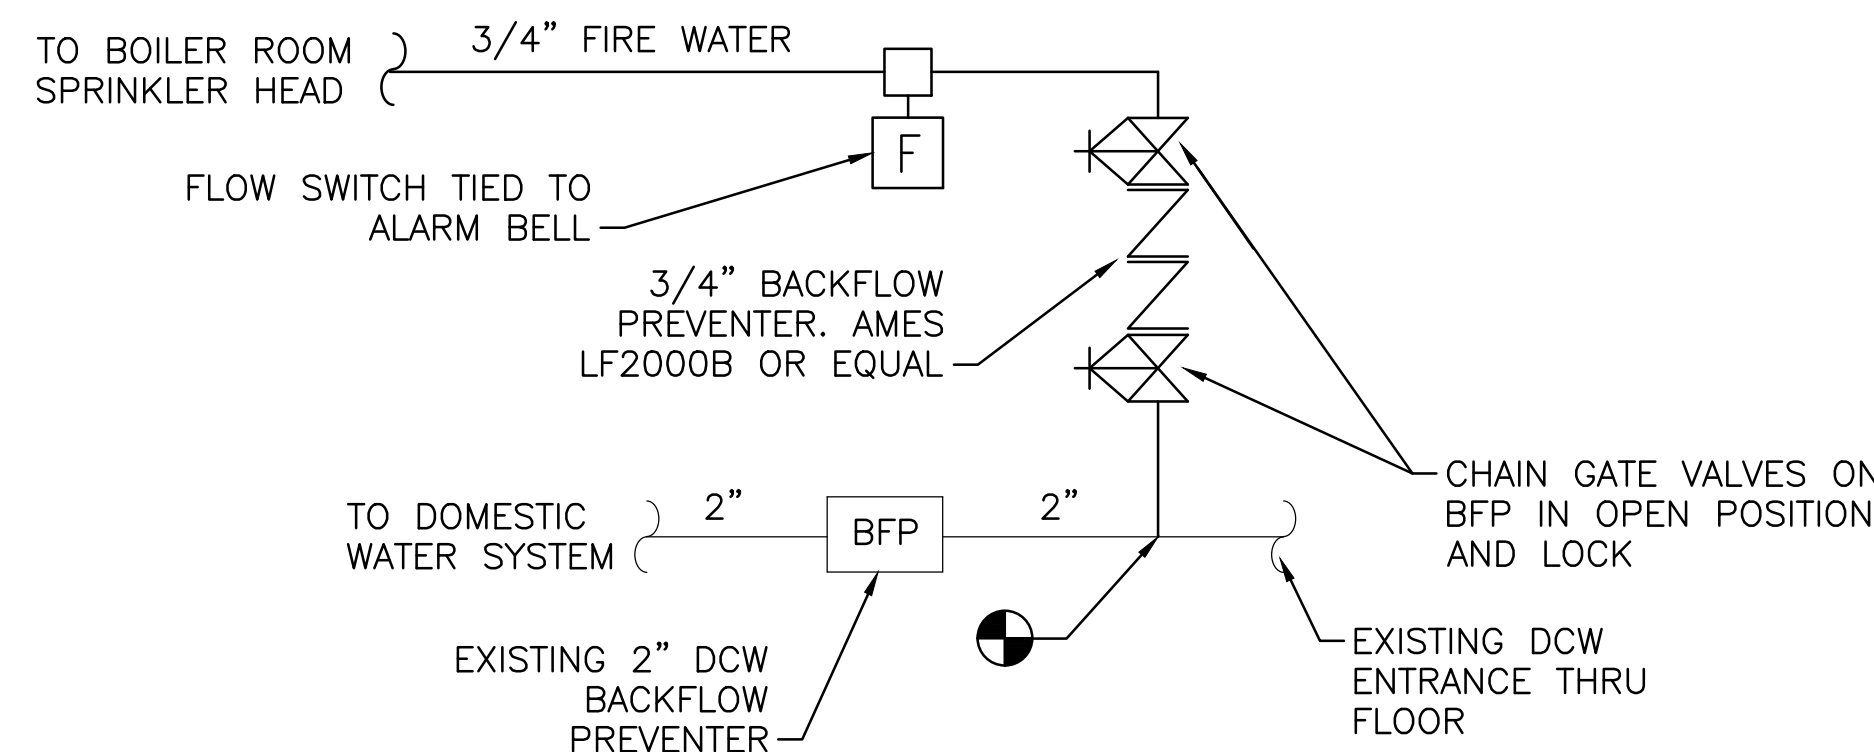 3/4” FIRE WATER
TO BOILER ROOM
SPRINKLER HEAD
F
FLOW SWITCH TIED TO
ALARM BELL
3/4” BACKFLOW
PREVENTER. AMES
LF2000B OR EQUAL
CHAIN GATE VALVES ON
BFP IN OPEN POSITION
AND LOCK
TO DOMESTIC
WATER SYSTEM
2”
BFP
2”
EXISTING 2” DCW
BACKFLOW
PREVENTER
EXISTING DCW
ENTRANCE THRU
FLOOR